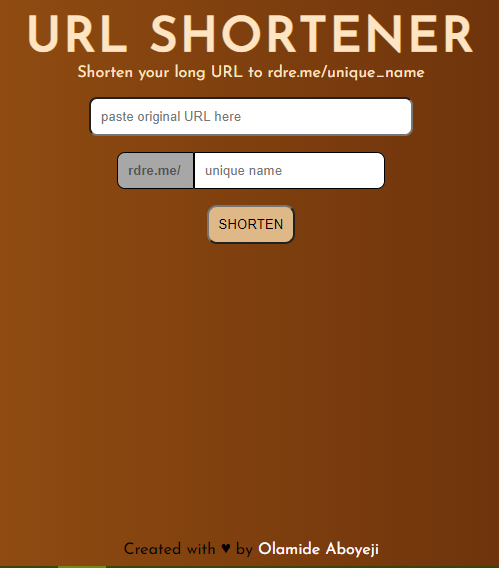 URL SHORTENER
Shorten your long URL to rdre.me/unique_name
paste original URL here
rdre.me/ unique name
SHORTEN
Created with ♥ by Olamide Aboyeji